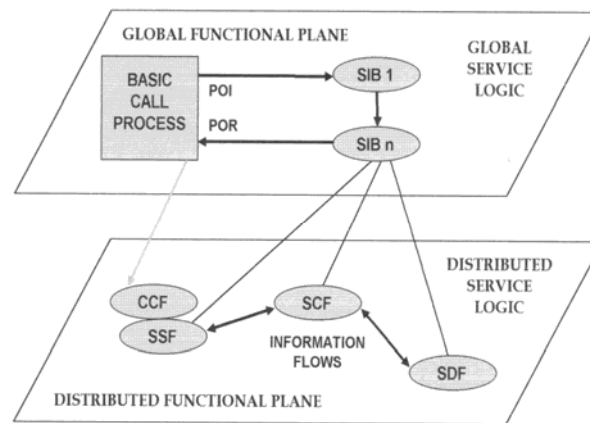 GLOBAL FUNCTIONAL PLANE
GLOBAL
SERVICE
LOGIC
BASIC
CALL
PROCESS
POI
SIB 1
POR
SIB n
DISTRIBUTED
SERVICE
LOGIC
CCF
SSF
SCF
INFORMATION
FLOWS
SDF
DISTRIBUTED FUNCTIONAL PLANE